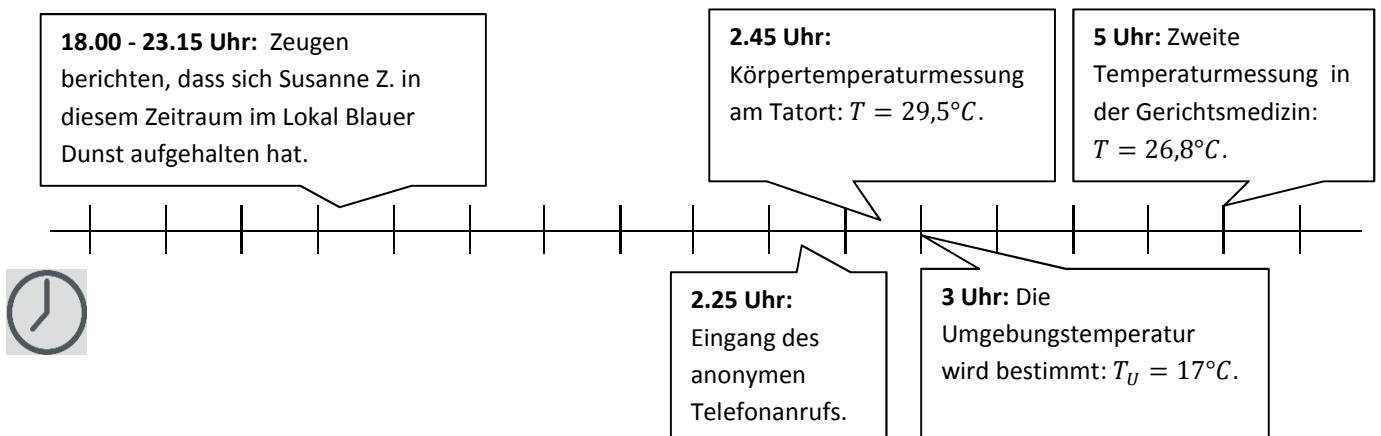 18.00 - 23.15 Uhr: Zeugen
berichten, dass sich Susanne Z. in
diesem Zeitraum im Lokal Blauer
Dunst aufgehalten hat.
2.45 Uhr:
Körpertemperaturmessung
am Tatort: T = 29,5°C.
5 Uhr: Zweite
Temperaturmessung in
der Gerichtsmedizin:
T = 26,8°C.
2.25 Uhr:
Eingang des
anonymen
Telefonanrufs.
3 Uhr: Die
Umgebungstemperatur
wird bestimmt: T_U = 17°C.